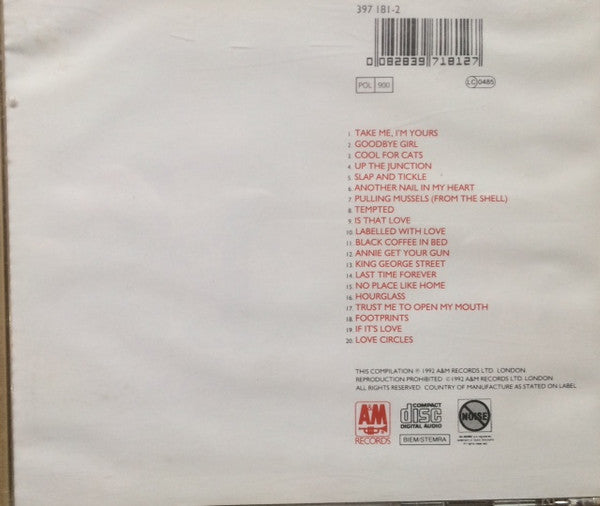 397 181-2
0 082839 718127
POL 900
LC 0485
1. TAKE ME, I'M YOURS
2. GOODBYE GIRL
3. COOL FOR CATS
4. UP THE JUNCTION
5. SLAP AND TICKLE
6. ANOTHER NAIL IN MY HEART
7. PULLING MUSSELS (FROM THE SHELL)
8. TEMPTED
9. IS THAT LOVE
10. LABELLED WITH LOVE
11. BLACK COFFEE IN BED
12. ANNIE GET YOUR GUN
13. KING GEORGE STREET
14. LAST TIME FOREVER
15. NO PLACE LIKE HOME
16. HOURGLASS
17. TRUST ME TO OPEN MY MOUTH
18. FOOTPRINTS
19. IF IT'S LOVE
20. LOVE CIRCLES
THIS COMPILATION ℗ 1992 A&M RECORDS LTD. LONDON.
REPRODUCTION PROHIBITED. ©1992 A&M RECORDS LTD. LONDON
ALL RIGHTS RESERVED. COUNTRY OF MANUFACTURE AS STATED ON LABEL
A&M
RECORDS
COMPACT
disc
DIGITAL AUDIO
BIEM/STEMRA
NOISE